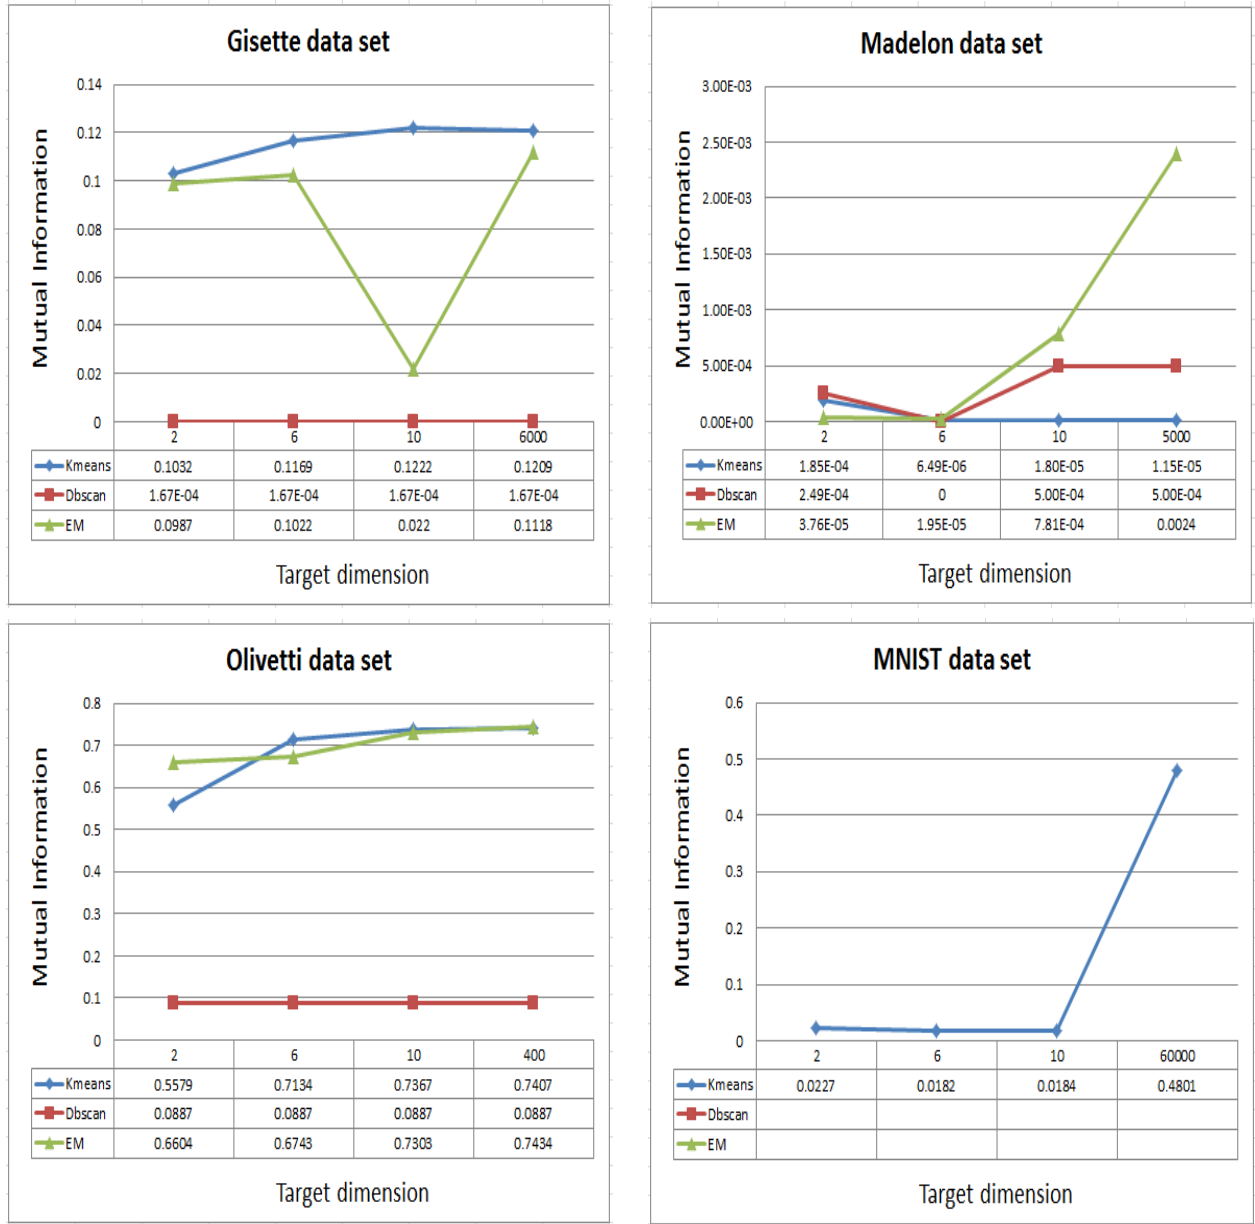 Gisette data set
Mutual Information
0.14
0.12
0.1
0.08
0.06
0.04
0.02
0
2 6 10 6000
Kmeans 0.1032 0.1169 0.1222 0.1209
Dbscan 1.67E-04 1.67E-04 1.67E-04 1.67E-04
EM 0.0987 0.1022 0.022 0.1118
Target dimension
Madelon data set
Mutual Information
3.00E-03
2.50E-03
2.00E-03
1.50E-03
1.00E-03
5.00E-04
0.00E+00
2 6 10 5000
Kmeans 1.85E-04 6.49E-06 1.80E-05 1.15E-05
Dbscan 2.49E-04 0 5.00E-04 5.00E-04
EM 3.76E-05 1.95E-05 7.81E-04 0.0024
Target dimension
Olivetti data set
Mutual Information
0.8
0.7
0.6
0.5
0.4
0.3
0.2
0.1
0
2 6 10 400
Kmeans 0.5579 0.7134 0.7367 0.7407
Dbscan 0.0887 0.0887 0.0887 0.0887
EM 0.6604 0.6743 0.7303 0.7434
Target dimension
MNIST data set
Mutual Information
0.6
0.5
0.4
0.3
0.2
0.1
0
2 6 10 60000
Kmeans 0.0227 0.0182 0.0184 0.4801
Dbscan
EM
Target dimension